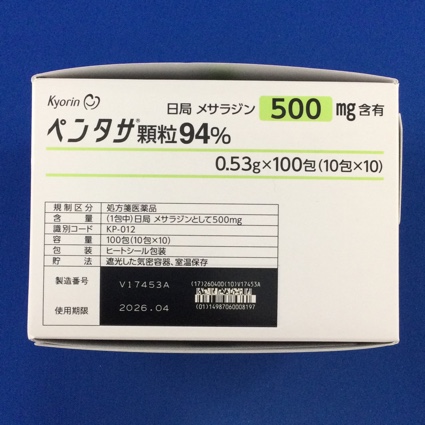 Kyorin
日局 メサラジン 500 mg含有
ペンタサ®顆粒94%
0.53g×100包(10包×10)
規制区分 処方箋医薬品
含量 (1包中)日局 メサラジンとして500mg
識別コード KP-012
容量 100包(10包×10)
包装 ヒートシール包装
貯法 遮光した気密容器、室温保存
製造番号 V17453A
(17)260400(10)V17453A
使用期限 2026.04
(01)14987060008197